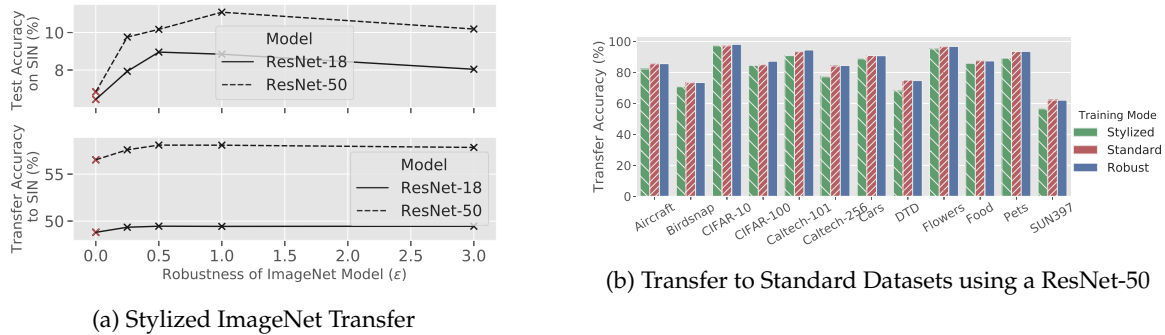 Test Accuracy
on SIN (%)
10
8
Model
ResNet-18
ResNet-50
Transfer Accuracy
to SIN (%)
55
50
Model
ResNet-18
ResNet-50
0.0 0.5 1.0 1.5 2.0 2.5 3.0
Robustness of ImageNet Model (ε)
(a) Stylized ImageNet Transfer
Transfer Accuracy (%)
100
80
60
40
20
0
Aircraft
Birdsnap
CIFAR-10
CIFAR-100
Caltech-101
Caltech-256
Cars
DTD
Flowers
Food
Pets
SUN397
Training Mode
Stylized
Standard
Robust
(b) Transfer to Standard Datasets using a ResNet-50